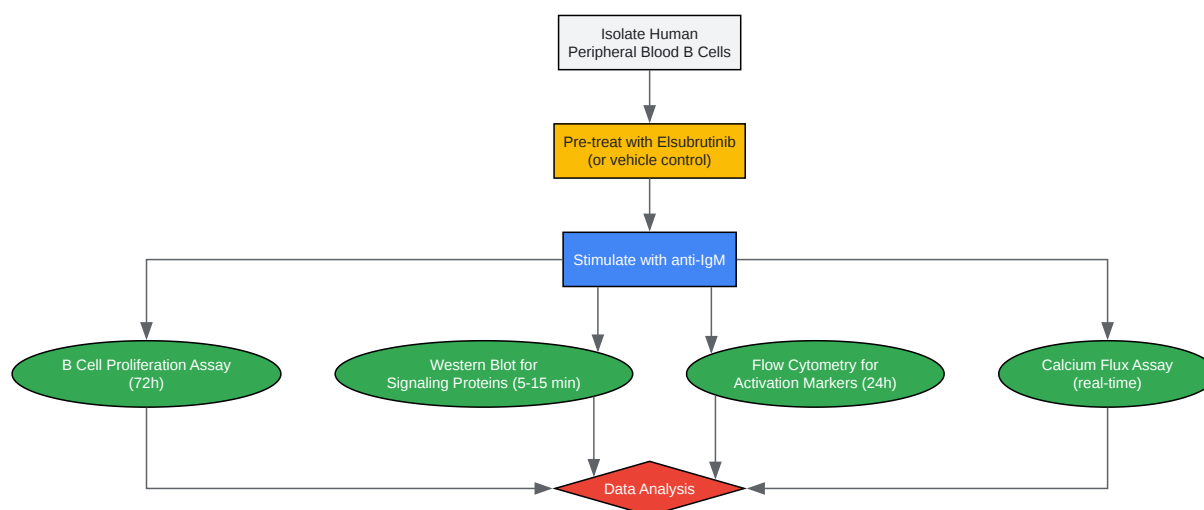 Isolate Human
Peripheral Blood B Cells
Pre-treat with Elsubrutinib
(or vehicle control)
Stimulate with anti-IgM
B Cell Proliferation Assay
(72h)
Western Blot for
Signaling Proteins (5-15 min)
Flow Cytometry for
Activation Markers (24h)
Calcium Flux Assay
(real-time)
Data Analysis